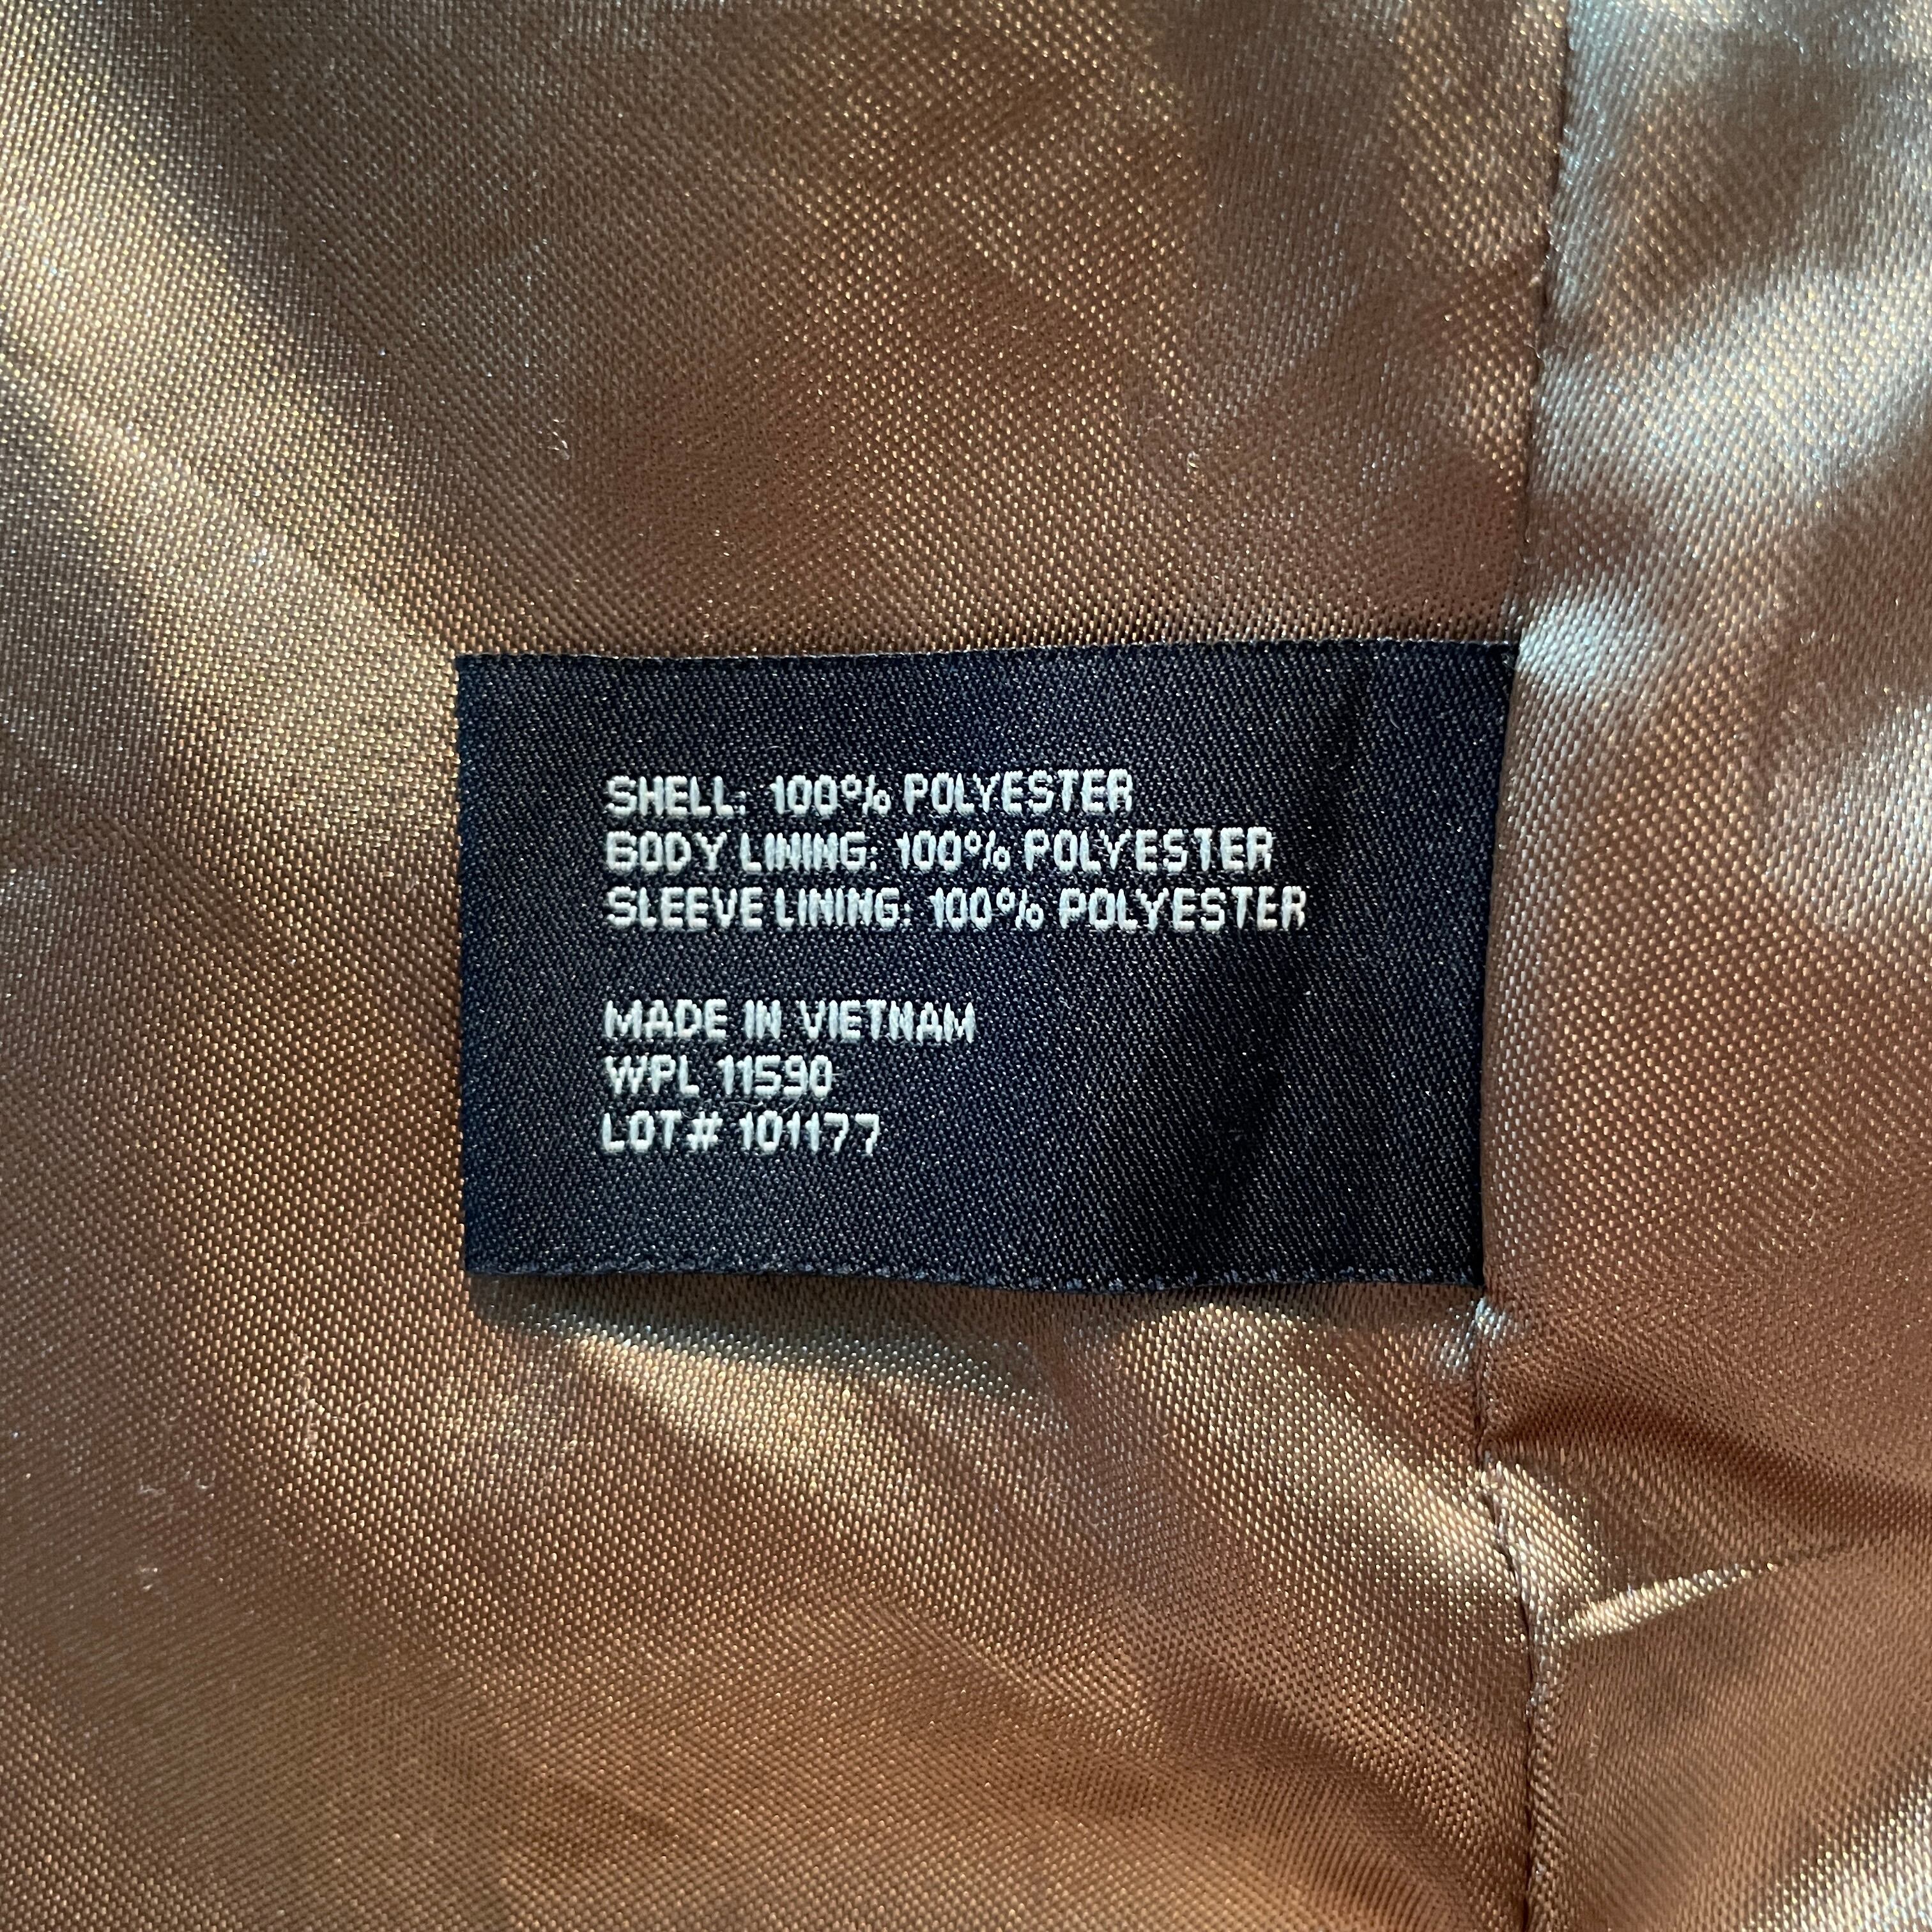 SHELL: 100% POLYESTER
BODY LINING: 100% POLYESTER
SLEEVE LINING: 100% POLYESTER
MADE IN VIETNAM
WPL 11590
LOT# 101177